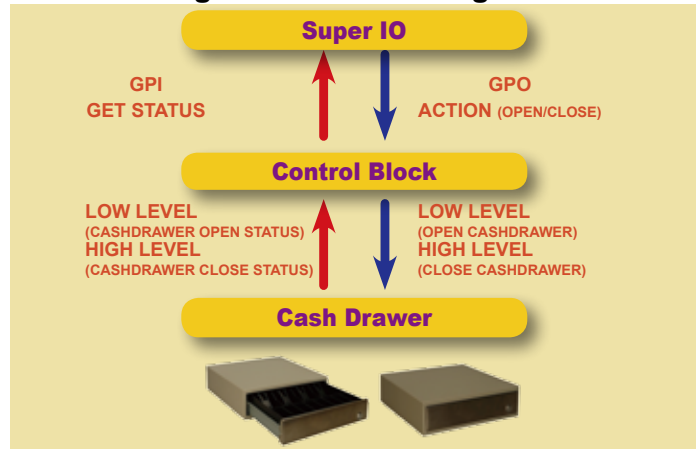 Super IO
GPI
GET STATUS
GPO
ACTION (OPEN/CLOSE)
Control Block
LOW LEVEL
(CASHDRAWER OPEN STATUS)
HIGH LEVEL
(CASHDRAWER CLOSE STATUS)
LOW LEVEL
(OPEN CASHDRAWER)
HIGH LEVEL
(CLOSE CASHDRAWER)
Cash Drawer